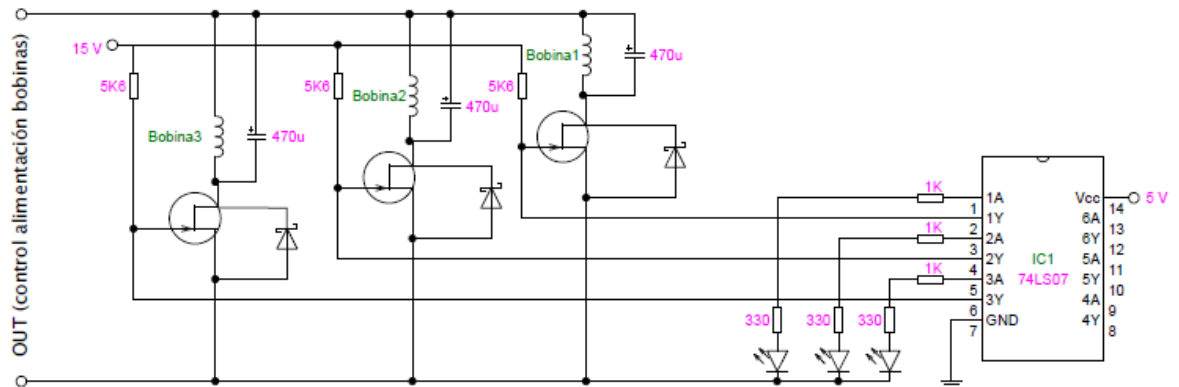 OUT (control alimentación bobinas)
15 V
5K6
Bobina3
470u
5K6
Bobina2
470u
5K6
Bobina1
470u
1K
1K
1K
330
330
330
1A
1Y
2A
2Y
3A
3Y
GND
1
2
3
4
5
6
7
IC1
74LS07
Vcc
6A
6Y
5A
5Y
4A
4Y
14
13
12
11
10
9
8
5 V